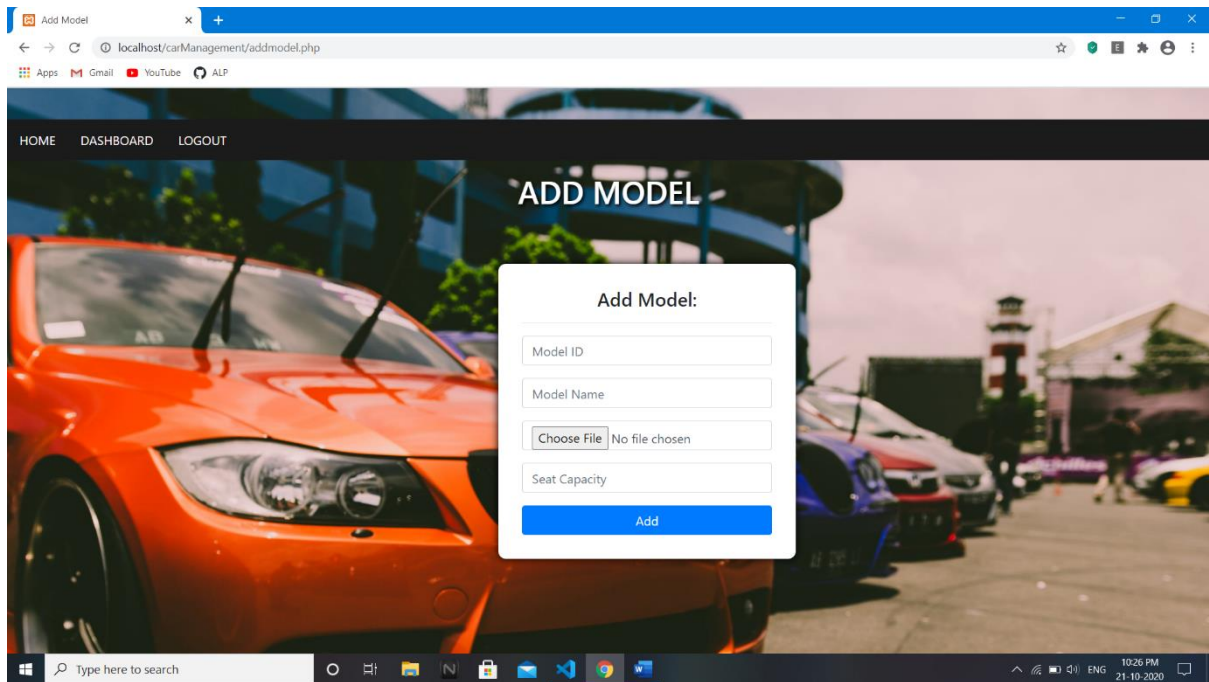 Add Model
localhost/carManagement/addmodel.php
E
Apps Gmail YouTube ALP
HOME DASHBOARD LOGOUT
ADD MODEL
Add Model:
Model ID
Model Name
Choose File No file chosen
Seat Capacity
Add
Type here to search
ENG
10:26 PM
21-10-2020